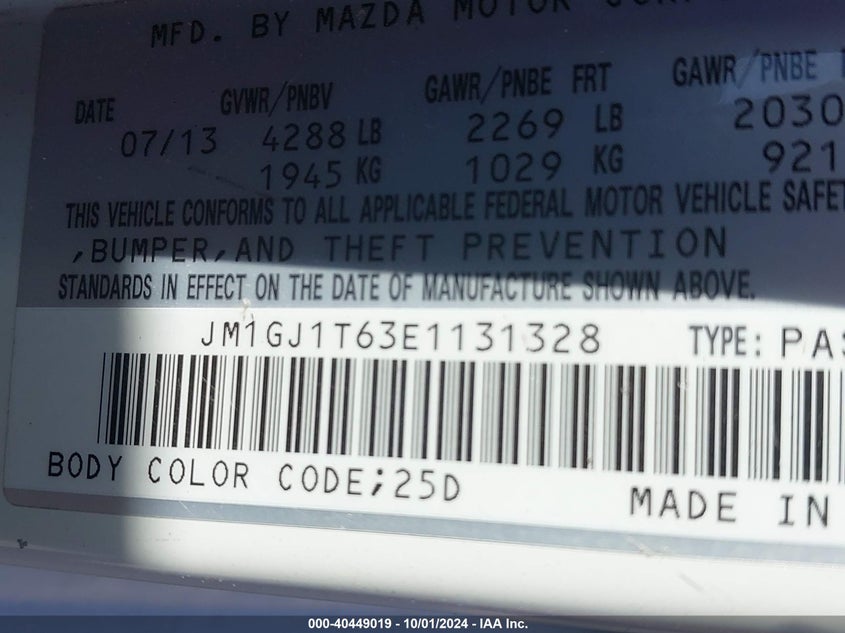 MFD. BY MAZDA MOTOR
DATE GVWR/PNBV GAWR/PNBE FRT GAWR/PNBE
07/13 4288 LB 2269 LB 2030
1945 KG 1029 KG 921
THIS VEHICLE CONFORMS TO ALL APPLICABLE FEDERAL MOTOR VEHICLE SAFETY
,BUMPER,AND THEFT PREVENTION
STANDARDS IN EFFECT ON THE DATE OF MANUFACTURE SHOWN ABOVE.
JM1GJ1T63E1131328 TYPE:
BODY COLOR CODE;25D
MADE IN
000-40449019 - 10/01/2024 - IAA Inc.